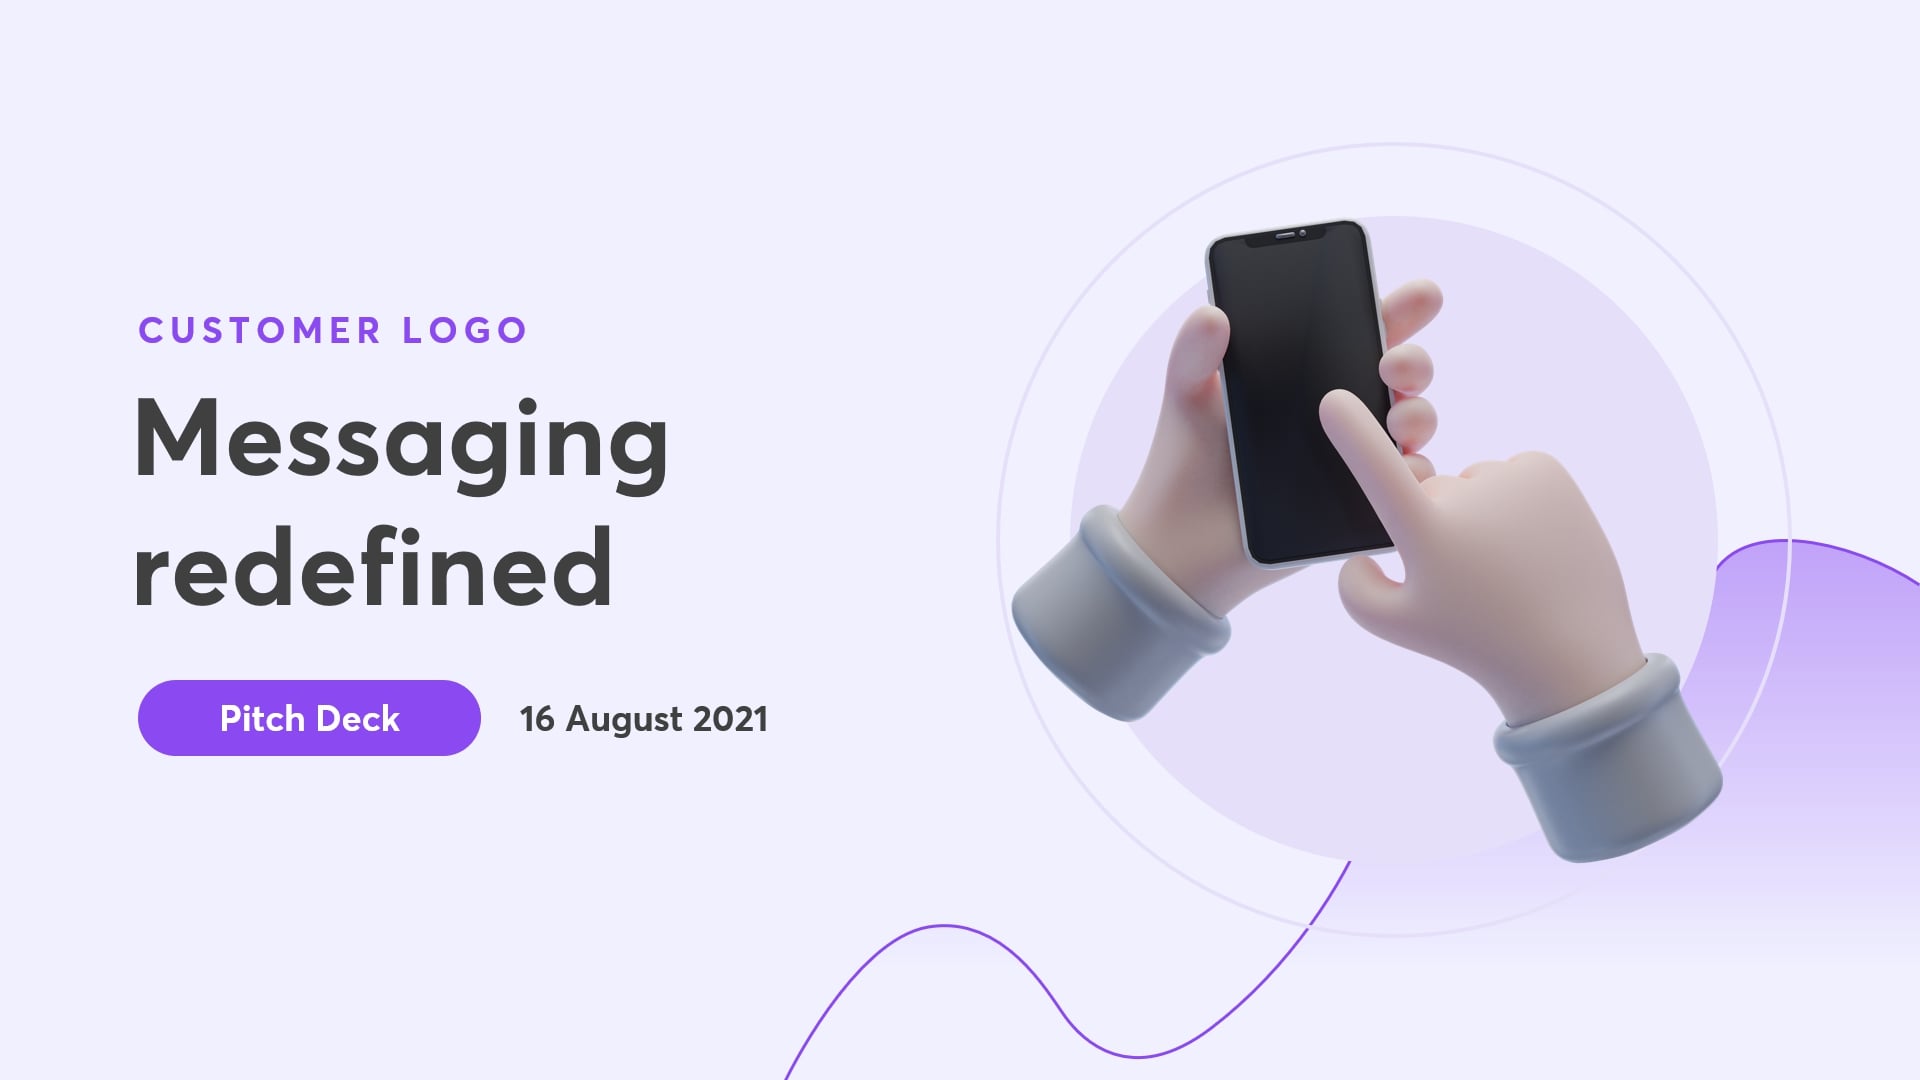 CUSTOMER LOGO
Messaging
redefined
Pitch Deck
16 August 2021